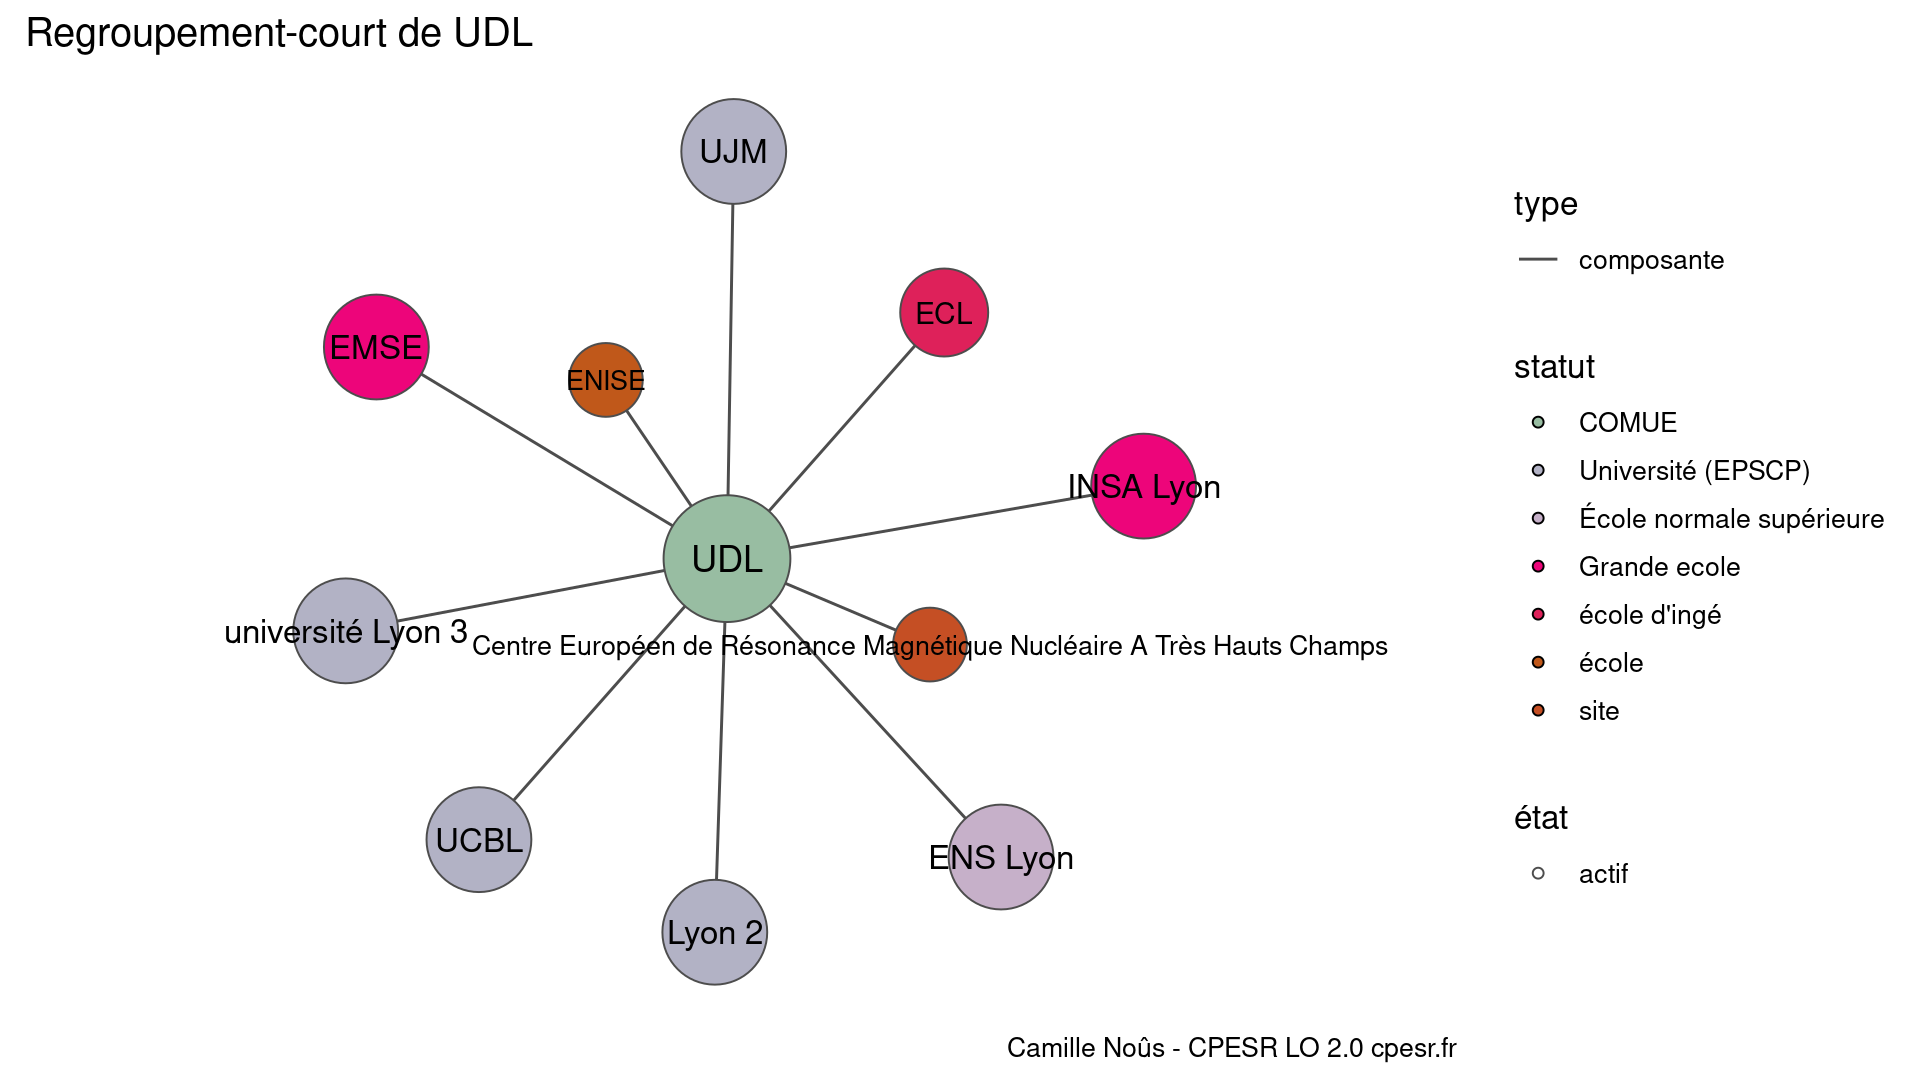 Regroupement-court de UDL
UJM
ECL
EMSE
ENISE
INSA Lyon
UDL
université Lyon 3
Centre Européen de Résonance Magnétique Nucléaire A Très Hauts Champs
UCBL
ENS Lyon
Lyon 2
type
composante
statut
COMUE
Université (EPSCP)
École normale supérieure
Grande ecole
école d'ingé
école
site
état
actif
Camille Noûs - CPESR LO 2.0 cpesr.fr